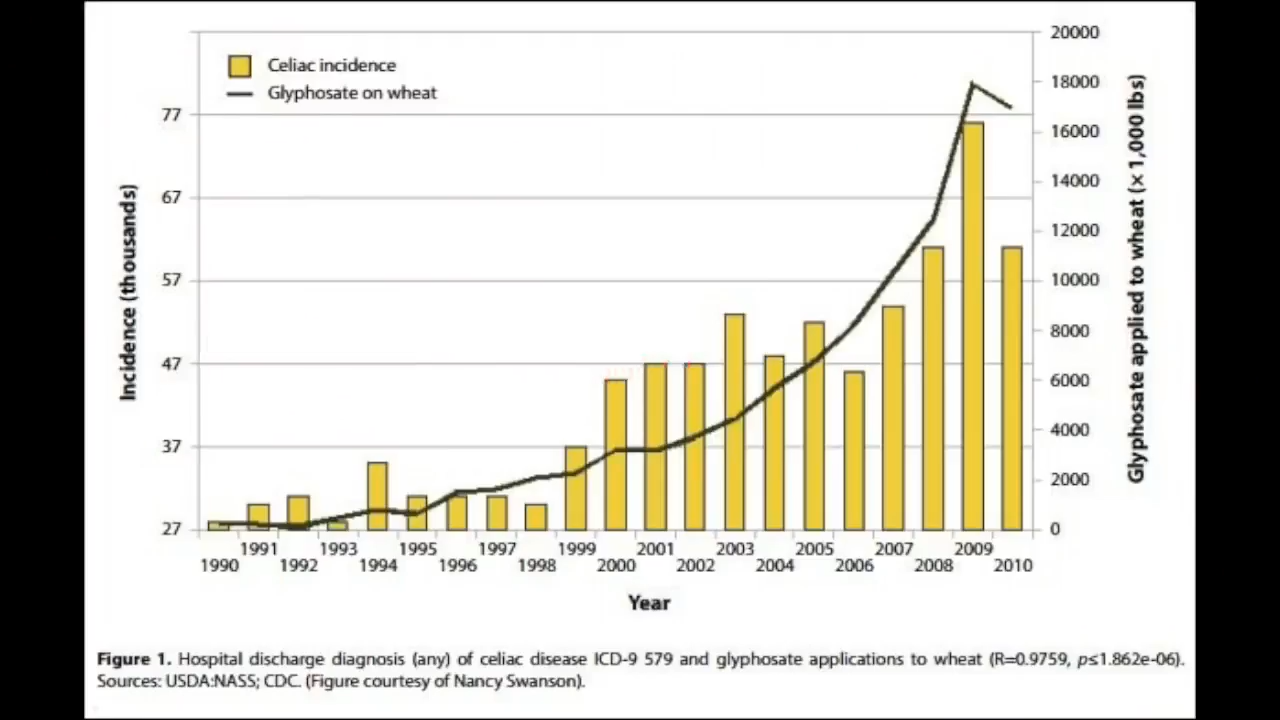 Celiac incidence
Glyphosate on wheat
Incidence (thousands)
77
67
57
47
37
27
20000
18000
16000
14000
12000
10000
8000
6000
4000
2000
0
Glyphosate applied to wheat (× 1,000 lbs)
1991 1993 1995 1997 1999 2001 2003 2005 2007 2009
1990 1992 1994 1996 1998 2000 2002 2004 2006 2008 2010
Year
Figure 1. Hospital discharge diagnosis (any) of celiac disease ICD-9 579 and glyphosate applications to wheat (R=0.9759, p≤1.862e-06).
Sources: USDA:NASS; CDC. (Figure courtesy of Nancy Swanson).